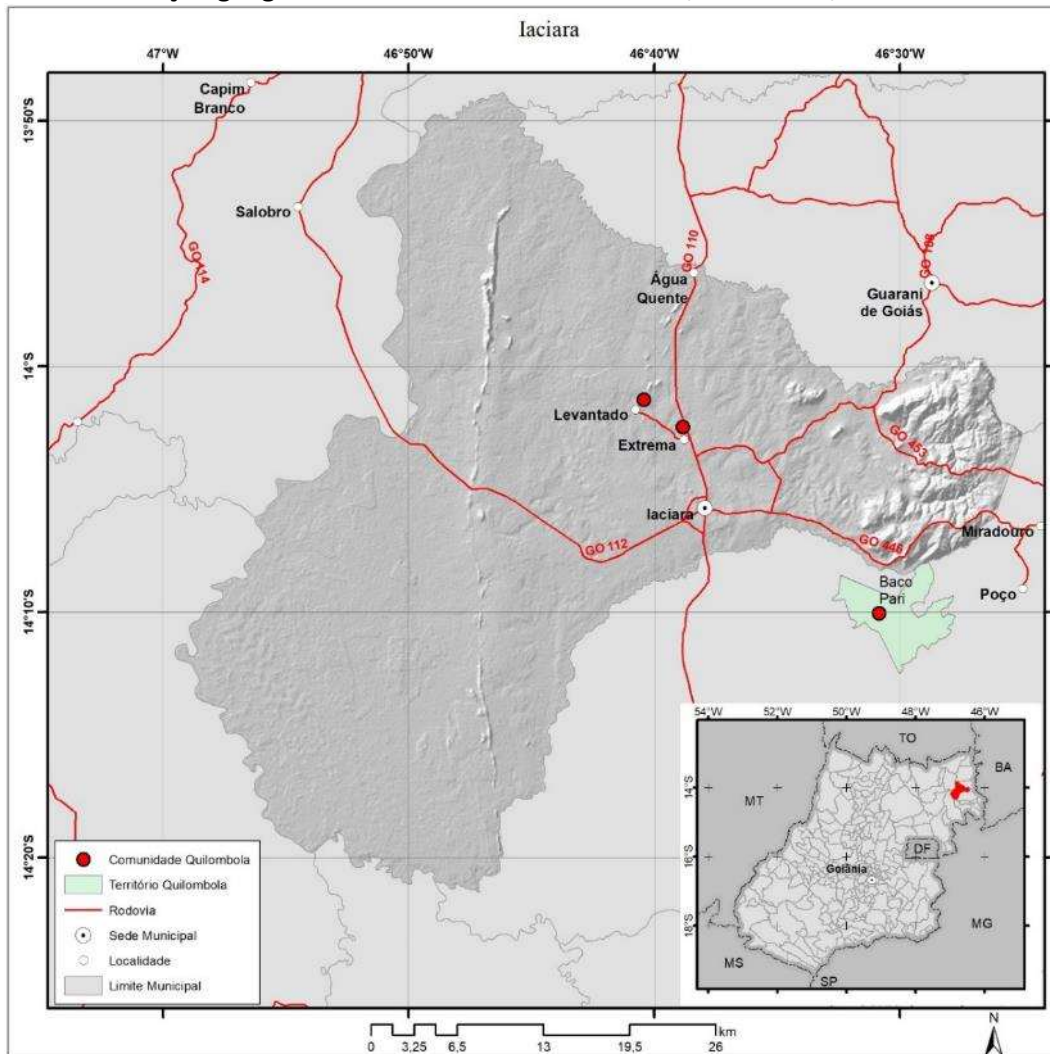 Iaciara
47°W
46°50'W
46°40'W
46°30'W
13°50'S
14°S
14°10'S
14°20'S
Capim
Branco
Salobro
GO 114
GO 110
Água
Quente
Guarani
de Goiás
Levantado
Extrema
GO 453
Iaciara
GO 112
GO 446
Miradouro
Baco
Pari
Poço
Comunidade Quilombola
Território Quilombola
Rodovia
Sede Municipal
Localidade
Limite Municipal
54°W
52°W
50°W
48°W
46°W
14°S
16°S
18°S
TO
BA
MT
DF
Goiânia
MG
MS
SP
N
km
0
3,25
6,5
13
19,5
26